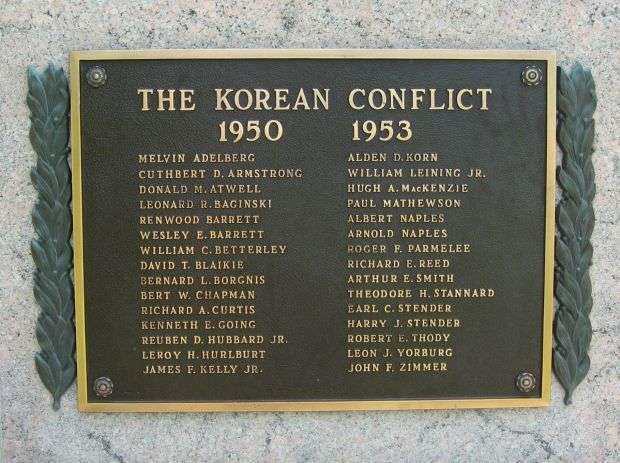 THE KOREAN CONFLICT
1950 1953
MELVIN ADELBERG
CUTHBERT D. ARMSTRONG
DONALD M. ATWELL
LEONARD R. BAGINSKI
RENWOOD BARRETT
WESLEY E. BARRETT
WILLIAM C. BETTERLEY
DAVID T. BLAIKIE
BERNARD L. BORGNIS
BERT W. CHAPMAN
RICHARD A. CURTIS
KENNETH E. GOING
REUBEN D. HUBBARD JR.
LEROY H. HURLBURT
JAMES F. KELLY JR.
ALDEN D. KORN
WILLIAM LEINING JR.
HUGH A. MacKENZIE
PAUL MATHEWSON
ALBERT NAPLES
ARNOLD NAPLES
ROGER F. PARMELEE
RICHARD E. REED
ARTHUR E. SMITH
THEODORE H. STANNARD
EARL C. STENDER
HARRY J. STENDER
ROBERT E. THODY
LEON J. YORBURG
JOHN F. ZIMMER